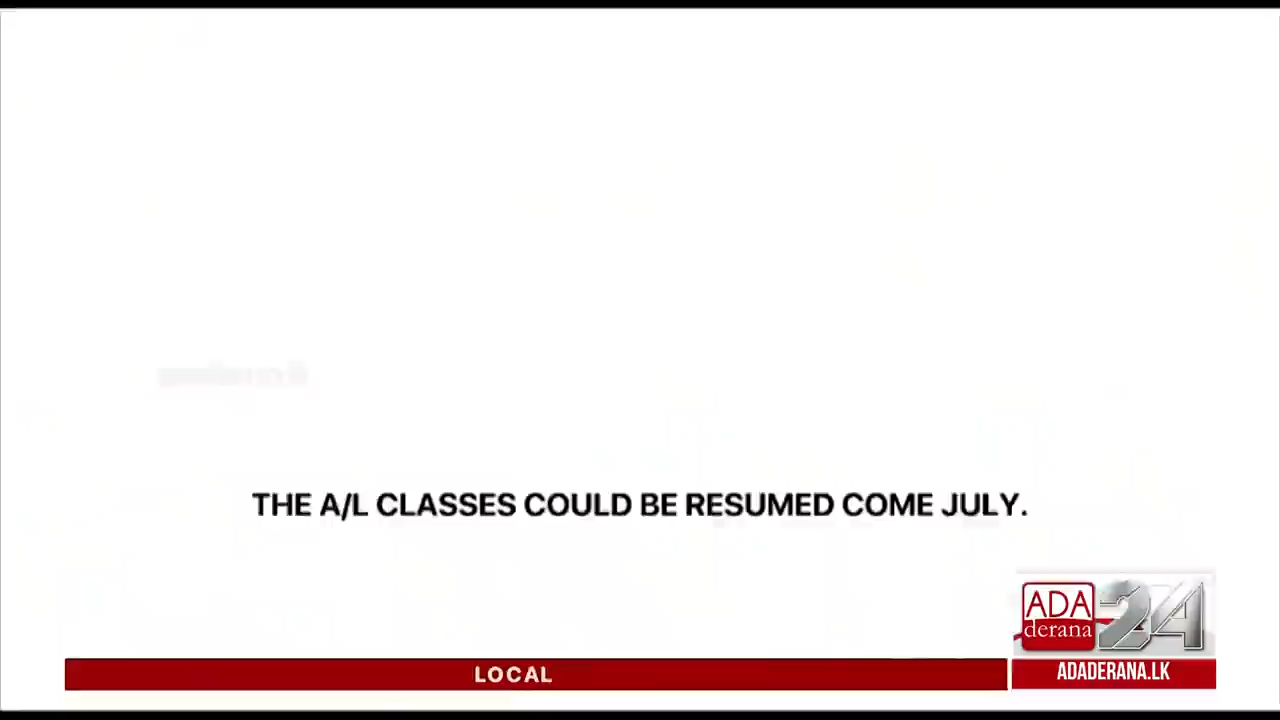 THE A/L CLASSES COULD BE RESUMED COME JULY.
ADA
derana
24
LOCAL
ADADERANA.LK